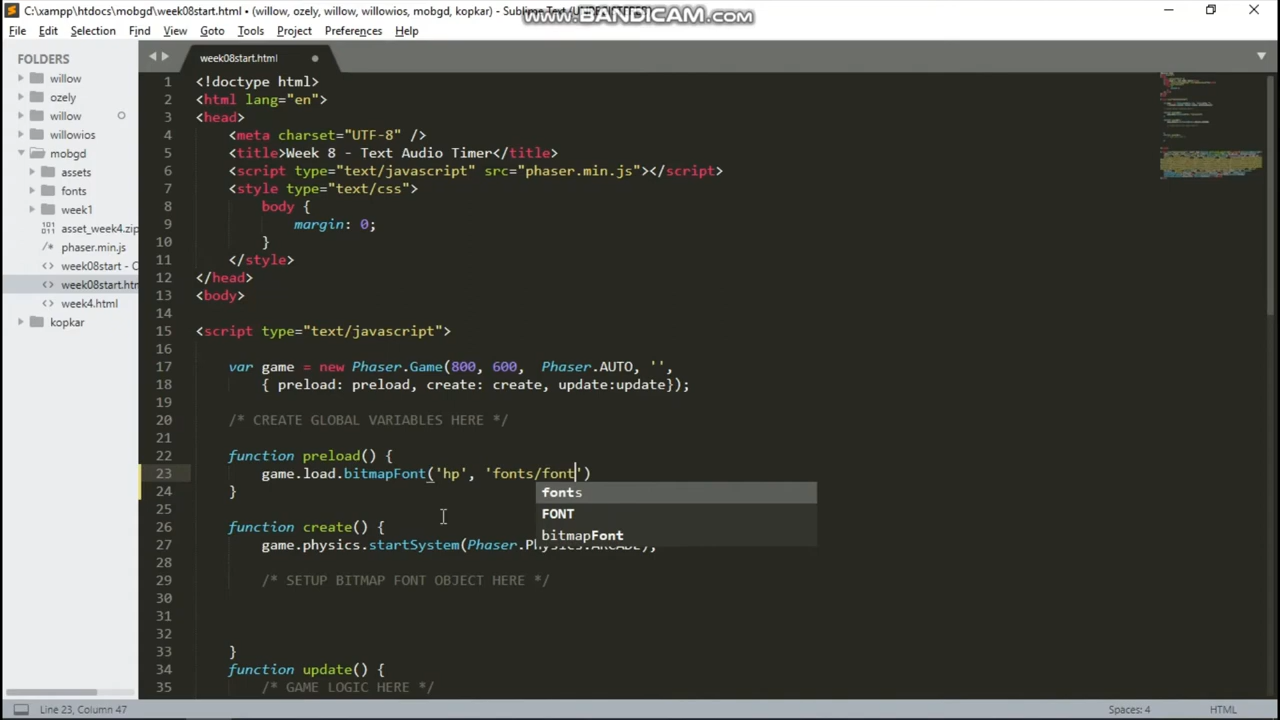 C:\xampp\htdocs\mobgd\week08start.html • (willow, ozely, willow, willowios, mobgd, kopkar) - Sublime Text (UNREGISTERED)
www.BANDICAM.com
File Edit Selection Find View Goto Tools Project Preferences Help
FOLDERS
willow
ozely
willow
willowios
mobgd
assets
fonts
week1
asset_week4.zip
phaser.min.js
week08start - C
week08start.htm
week4.html
kopkar
week08start.html
1 <!doctype html>
2 <html lang="en">
3 <head>
4 <meta charset="UTF-8" />
5 <title>Week 8 - Text Audio Timer</title>
6 <script type="text/javascript" src="phaser.min.js"></script>
7 <style type="text/css">
8 body {
9 margin: 0;
10 }
11 </style>
12 </head>
13 <body>
14
15 <script type="text/javascript">
16
17 var game = new Phaser.Game(800, 600, Phaser.AUTO, '',
18 { preload: preload, create: create, update:update});
19
20 /* CREATE GLOBAL VARIABLES HERE */
21
22 function preload() {
23 game.load.bitmapFont('hp', 'fonts/font')
24 }
25
26 function create() {
27 game.physics.startSystem(Phaser.Physics.ARCADE);
28
29 /* SETUP BITMAP FONT OBJECT HERE */
30
31
32
33 }
34 function update() {
35 /* GAME LOGIC HERE */
fonts
FONT
bitmapFont
Line 23, Column 47
Spaces: 4
HTML